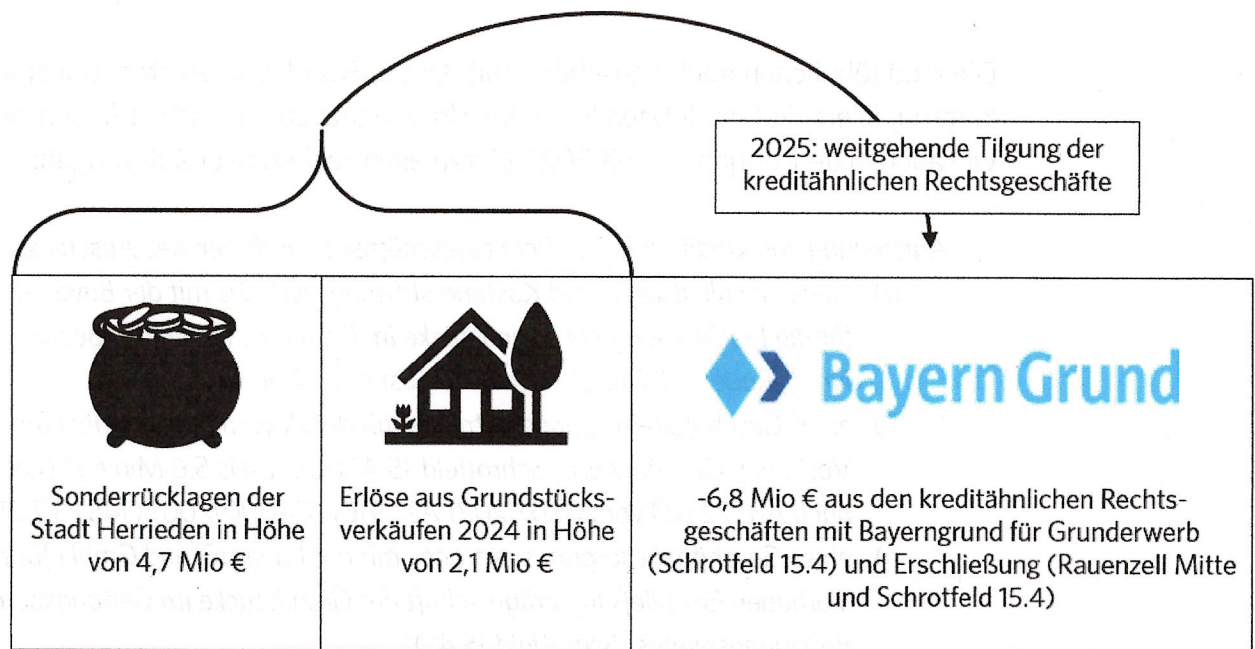 2025: weitgehende Tilgung der
kreditähnlichen Rechtsgeschäfte
Sonderrücklagen der
Stadt Herrieden in Höhe
von 4,7 Mio €
Erlöse aus Grundstücks-
verkäufen 2024 in Höhe
von 2,1 Mio €
Bayern Grund
-6,8 Mio € aus den kreditähnlichen Rechts-
geschäften mit Bayerngrund für Grunderwerb
(Schrotfeld 15.4) und Erschließung (Rauenzell Mitte
und Schrotfeld 15.4)